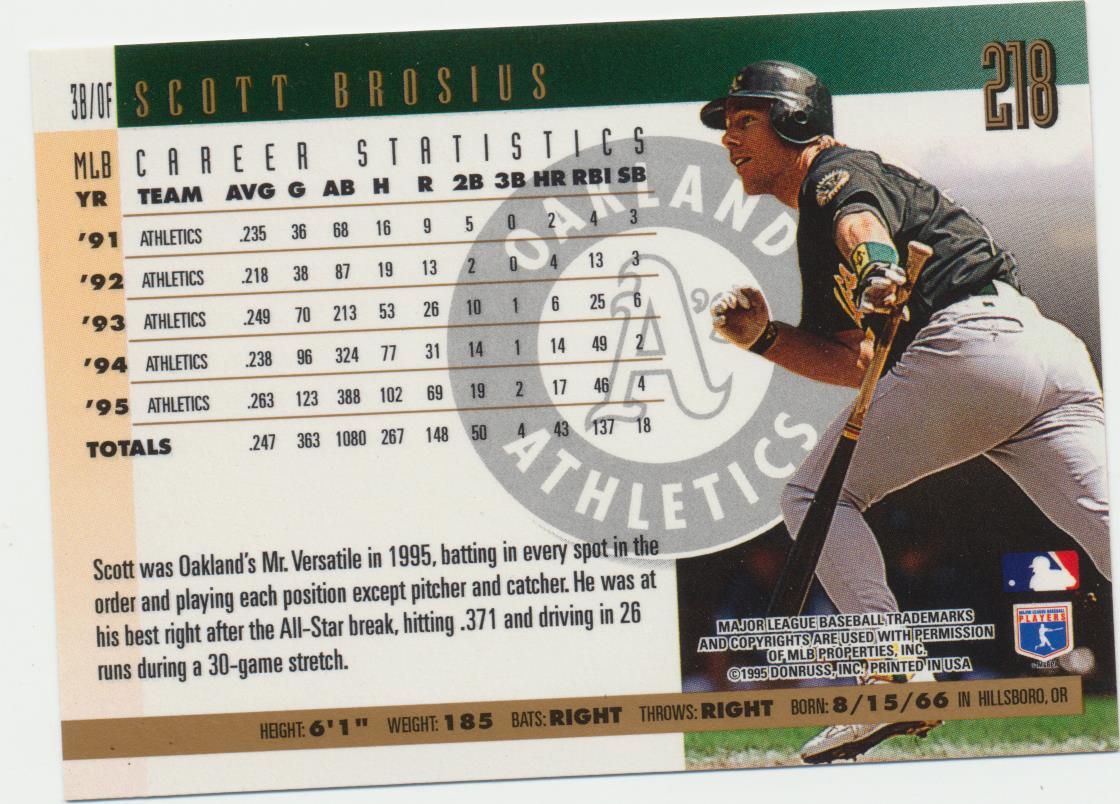 3B/OF SCOTT BROSIUS 218
MLB CAREER STATISTICS
YR TEAM AVG G AB H R 2B 3B HR RBI SB
'91 ATHLETICS .235 36 68 16 9 5 0 2 4 3
'92 ATHLETICS .218 38 87 19 13 2 0 4 13 3
'93 ATHLETICS .249 70 213 53 26 10 1 6 25 6
'94 ATHLETICS .238 96 324 77 31 14 1 14 49 2
'95 ATHLETICS .263 123 388 102 69 19 2 17 46 4
TOTALS .247 363 1080 267 148 50 4 43 137 18
OAKLAND
A's
ATHLETICS
Scott was Oakland's Mr. Versatile in 1995, batting in every spot in the
order and playing each position except pitcher and catcher. He was at
his best right after the All-Star break, hitting .371 and driving in 26
runs during a 30-game stretch.
MAJOR LEAGUE BASEBALL
PLAYERS
MAJOR LEAGUE BASEBALL TRADEMARKS
AND COPYRIGHTS ARE USED WITH PERMISSION
OF MLB PROPERTIES, INC.
©1995 DONRUSS, INC. PRINTED IN USA
HEIGHT: 6'1" WEIGHT: 185 BATS: RIGHT THROWS: RIGHT BORN: 8/15/66 IN HILLSBORO, OR